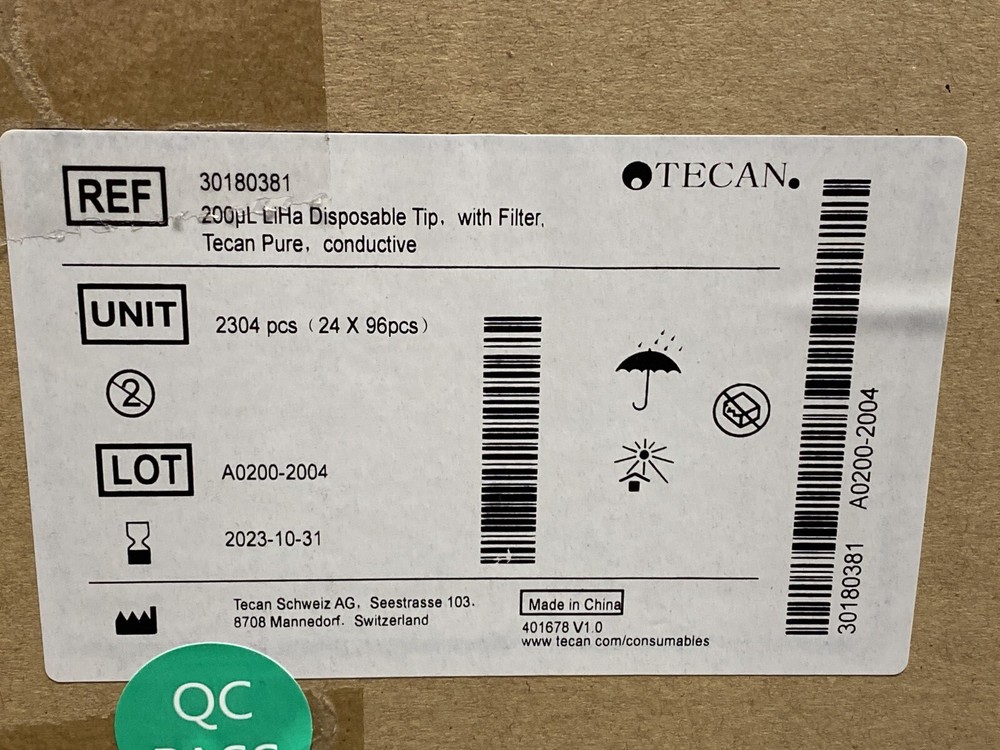 REF
30180381
200µL LiHa Disposable Tip, with Filter,
Tecan Pure, conductive
TECAN.
UNIT
2304 pcs (24 X 96pcs)
2
LOT
A0200-2004
2023-10-31
Tecan Schweiz AG, Seestrasse 103.
8708 Mannedorf. Switzerland
Made in China
401678 V1.0
www tecan com/consumables
30180381 A0200-2004
QC
PASS